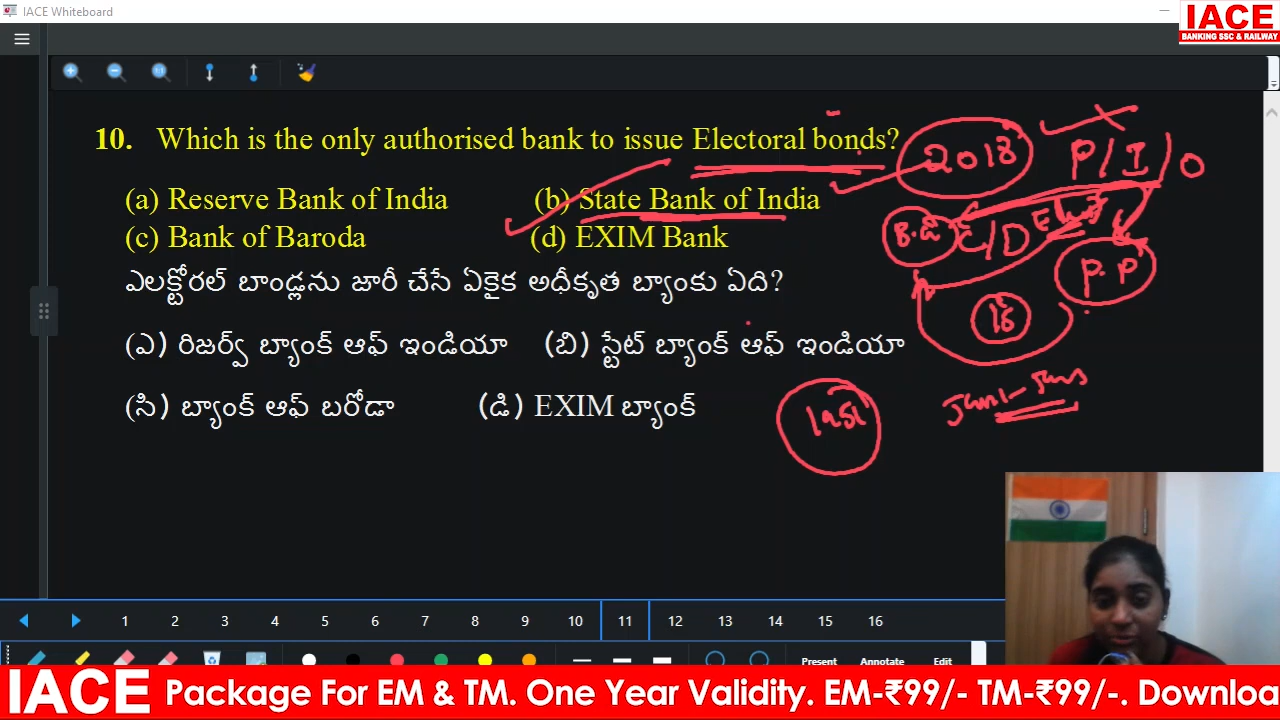 IACE Whiteboard
IACE
BANKING SSC & RAILWAY
10. Which is the only authorised bank to issue Electoral bonds?
2018
P/I/O
(a) Reserve Bank of India (b) State Bank of India
(c) Bank of Baroda (d) EXIM Bank
C/D
P.P
ఎలక్టోరల్ బాండ్లను జారీ చేసే ఏకైక అధీకృత బ్యాంకు ఏది?
(ఎ) రిజర్వ్ బ్యాంక్ ఆఫ్ ఇండియా (బి) స్టేట్ బ్యాంక్ ఆఫ్ ఇండియా
(సి) బ్యాంక్ ఆఫ్ బరోడా (డి) EXIM బ్యాంక్
1 2 3 4 5 6 7 8 9 10 11 12 13 14 15 16
Present Annotate Edit
IACE Package For EM & TM. One Year Validity. EM-₹99/- TM-₹99/-. Downloa